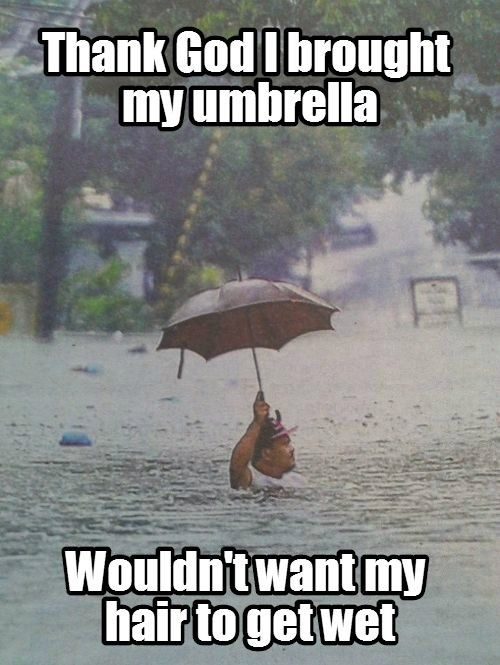 Thank God I brought
my umbrella
Wouldn't want my
hair to get wet